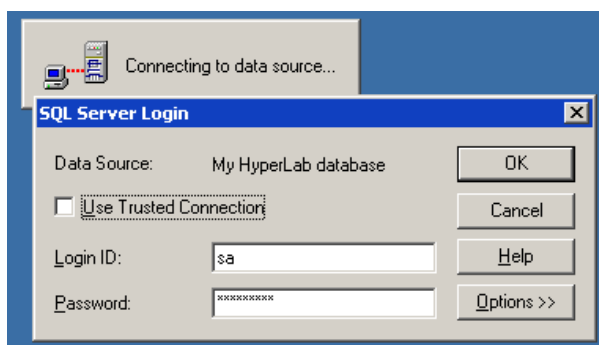 Connecting to data source...
SQL Server Login
Data Source: My HyperLab database OK
Use Trusted Connection Cancel
Login ID: sa Help
Password: ********* Options >>